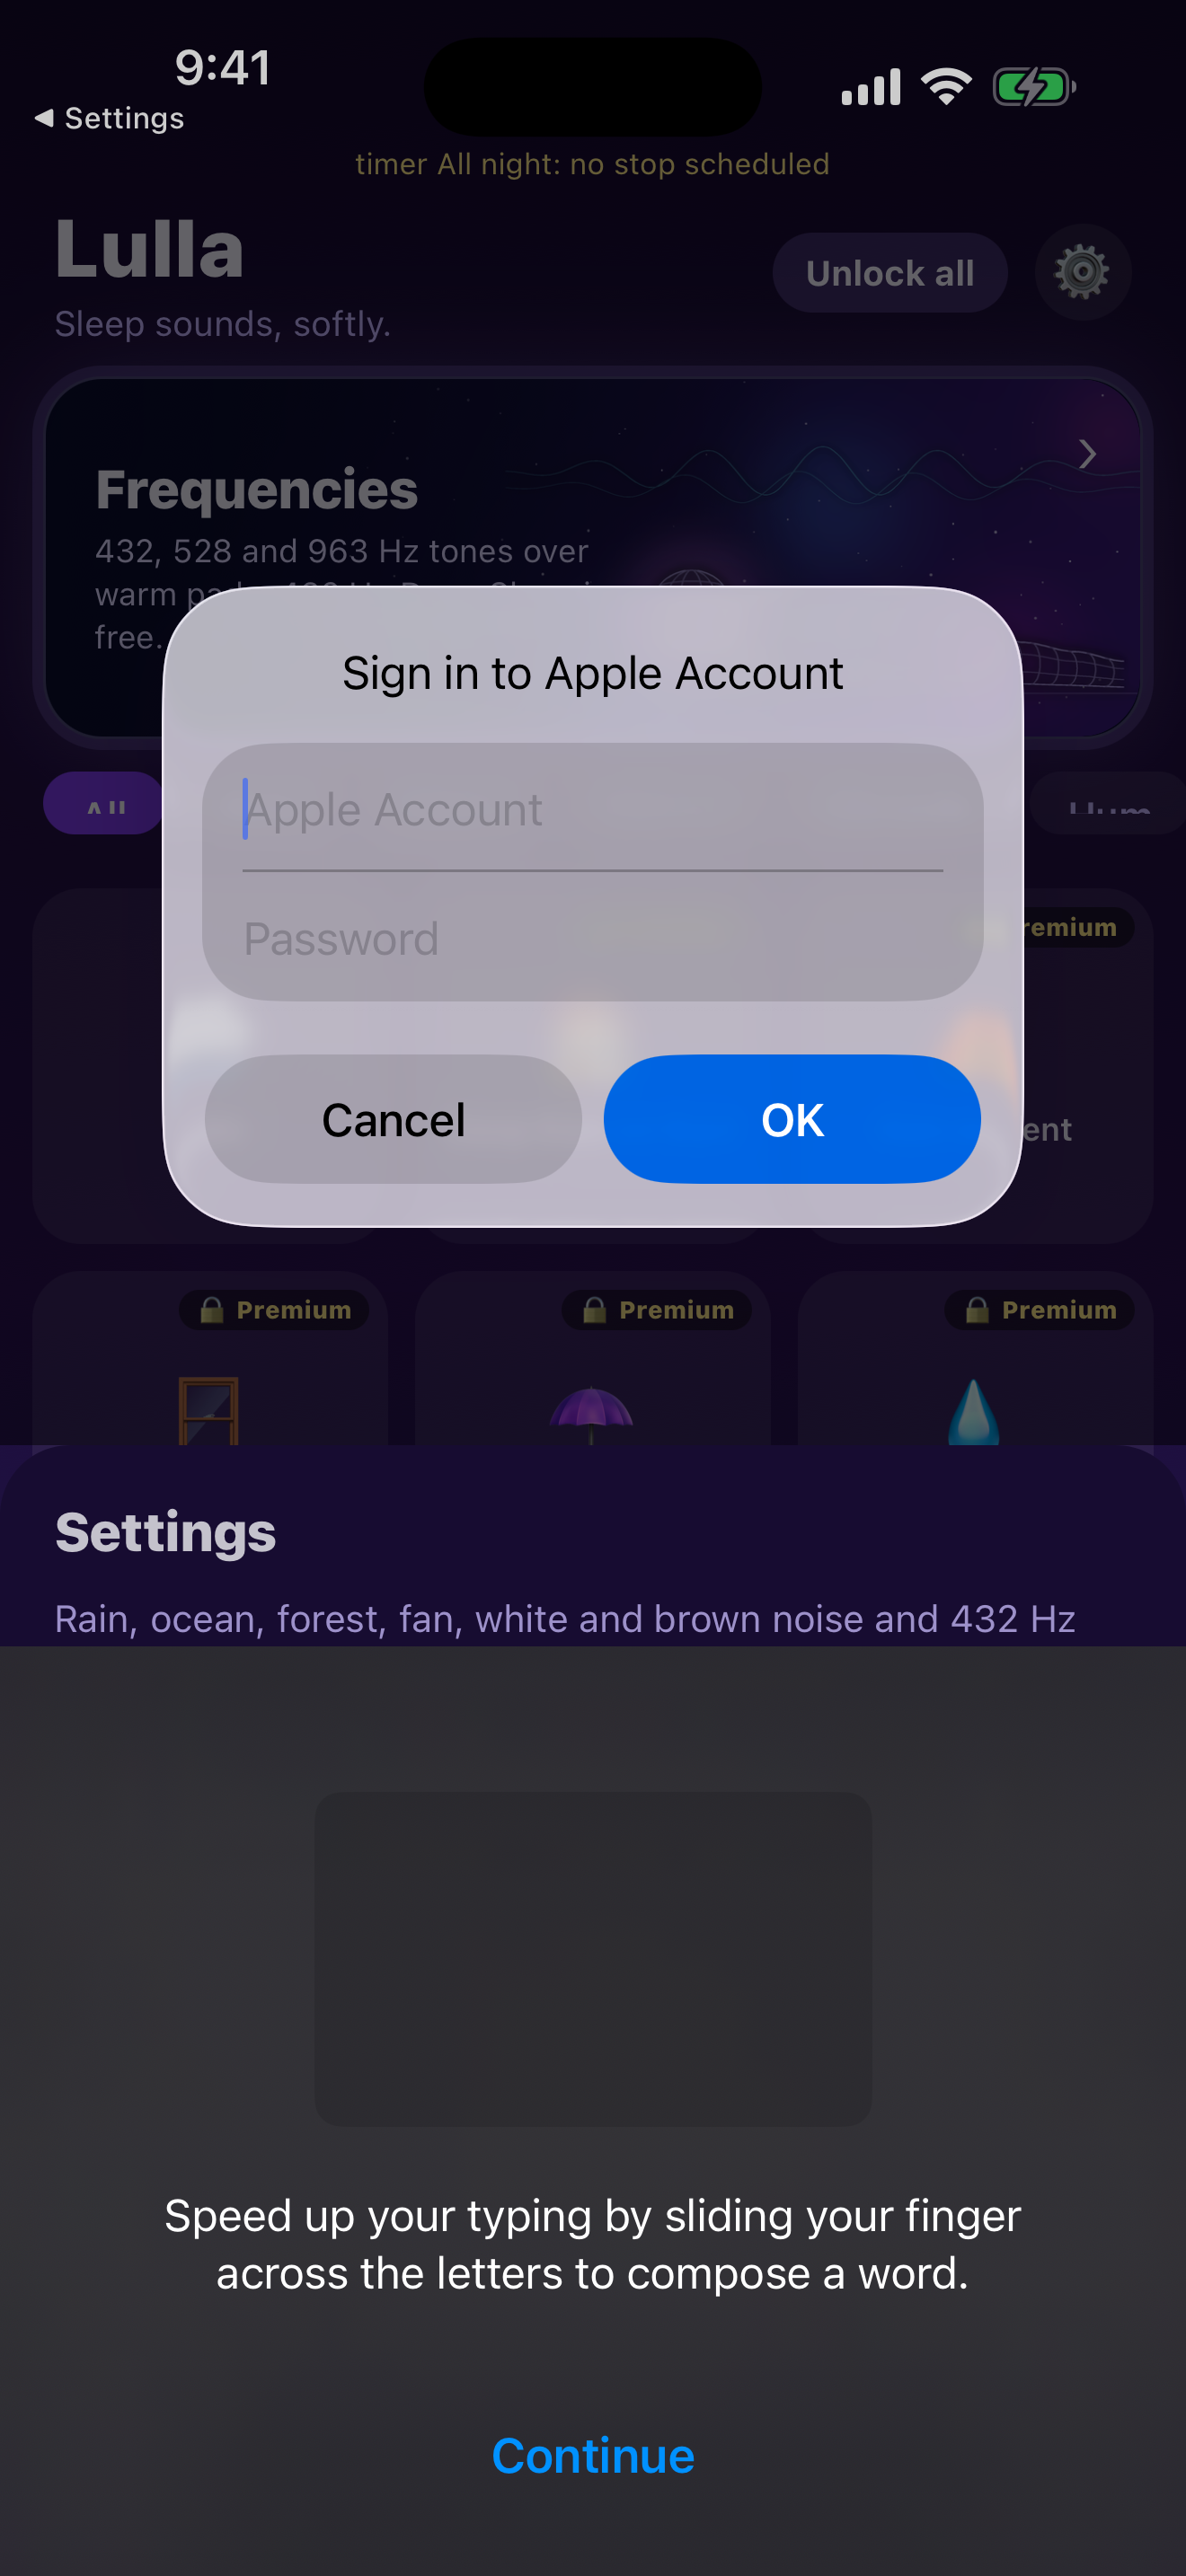 9:41
Settings
timer All night: no stop scheduled
Lulla
Unlock all
Sleep sounds, softly.
Frequencies
432, 528 and 963 Hz tones over
warm
free.
Sign in to Apple Account
Apple Account
All
Password
Cancel
OK
Premium
Premium
Premium
Settings
Rain, ocean, forest, fan, white and brown noise and 432 Hz
Speed up your typing by sliding your finger
across the letters to compose a word.
Continue